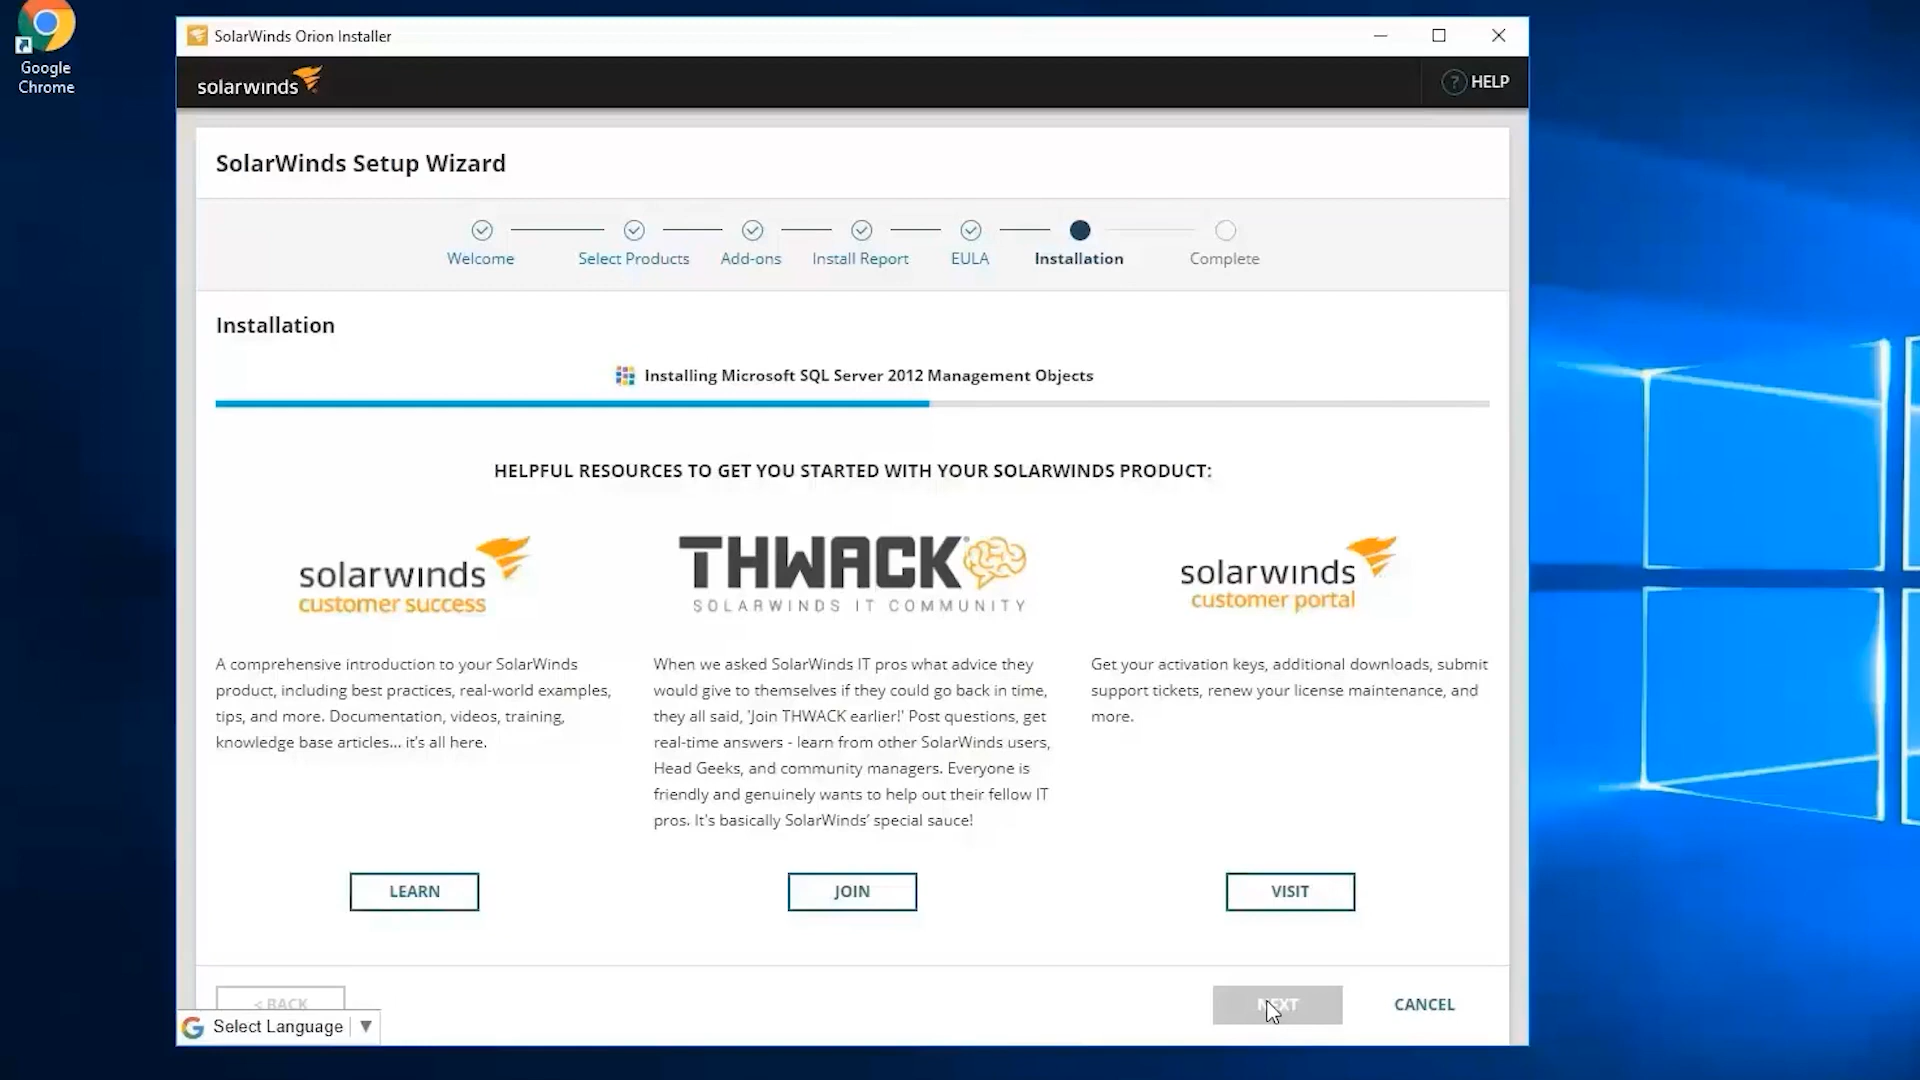 Google
Chrome
SolarWinds Orion Installer
solarwinds
? HELP
SolarWinds Setup Wizard
Welcome
Select Products
Add-ons
Install Report
EULA
Installation
Complete
Installation
Installing Microsoft SQL Server 2012 Management Objects
HELPFUL RESOURCES TO GET YOU STARTED WITH YOUR SOLARWINDS PRODUCT:
solarwinds
customer success
A comprehensive introduction to your SolarWinds
product, including best practices, real-world examples,
tips, and more. Documentation, videos, training,
knowledge base articles... it's all here.
LEARN
THWACK
SOLARWINDS IT COMMUNITY
When we asked SolarWinds IT pros what advice they
would give to themselves if they could go back in time,
they all said, 'Join THWACK earlier!' Post questions, get
real-time answers - learn from other SolarWinds users,
Head Geeks, and community managers. Everyone is
friendly and genuinely wants to help out their fellow IT
pros. It's basically SolarWinds' special sauce!
JOIN
solarwinds
customer portal
Get your activation keys, additional downloads, submit
support tickets, renew your license maintenance, and
more.
VISIT
< BACK
NEXT
CANCEL
Select Language ▼